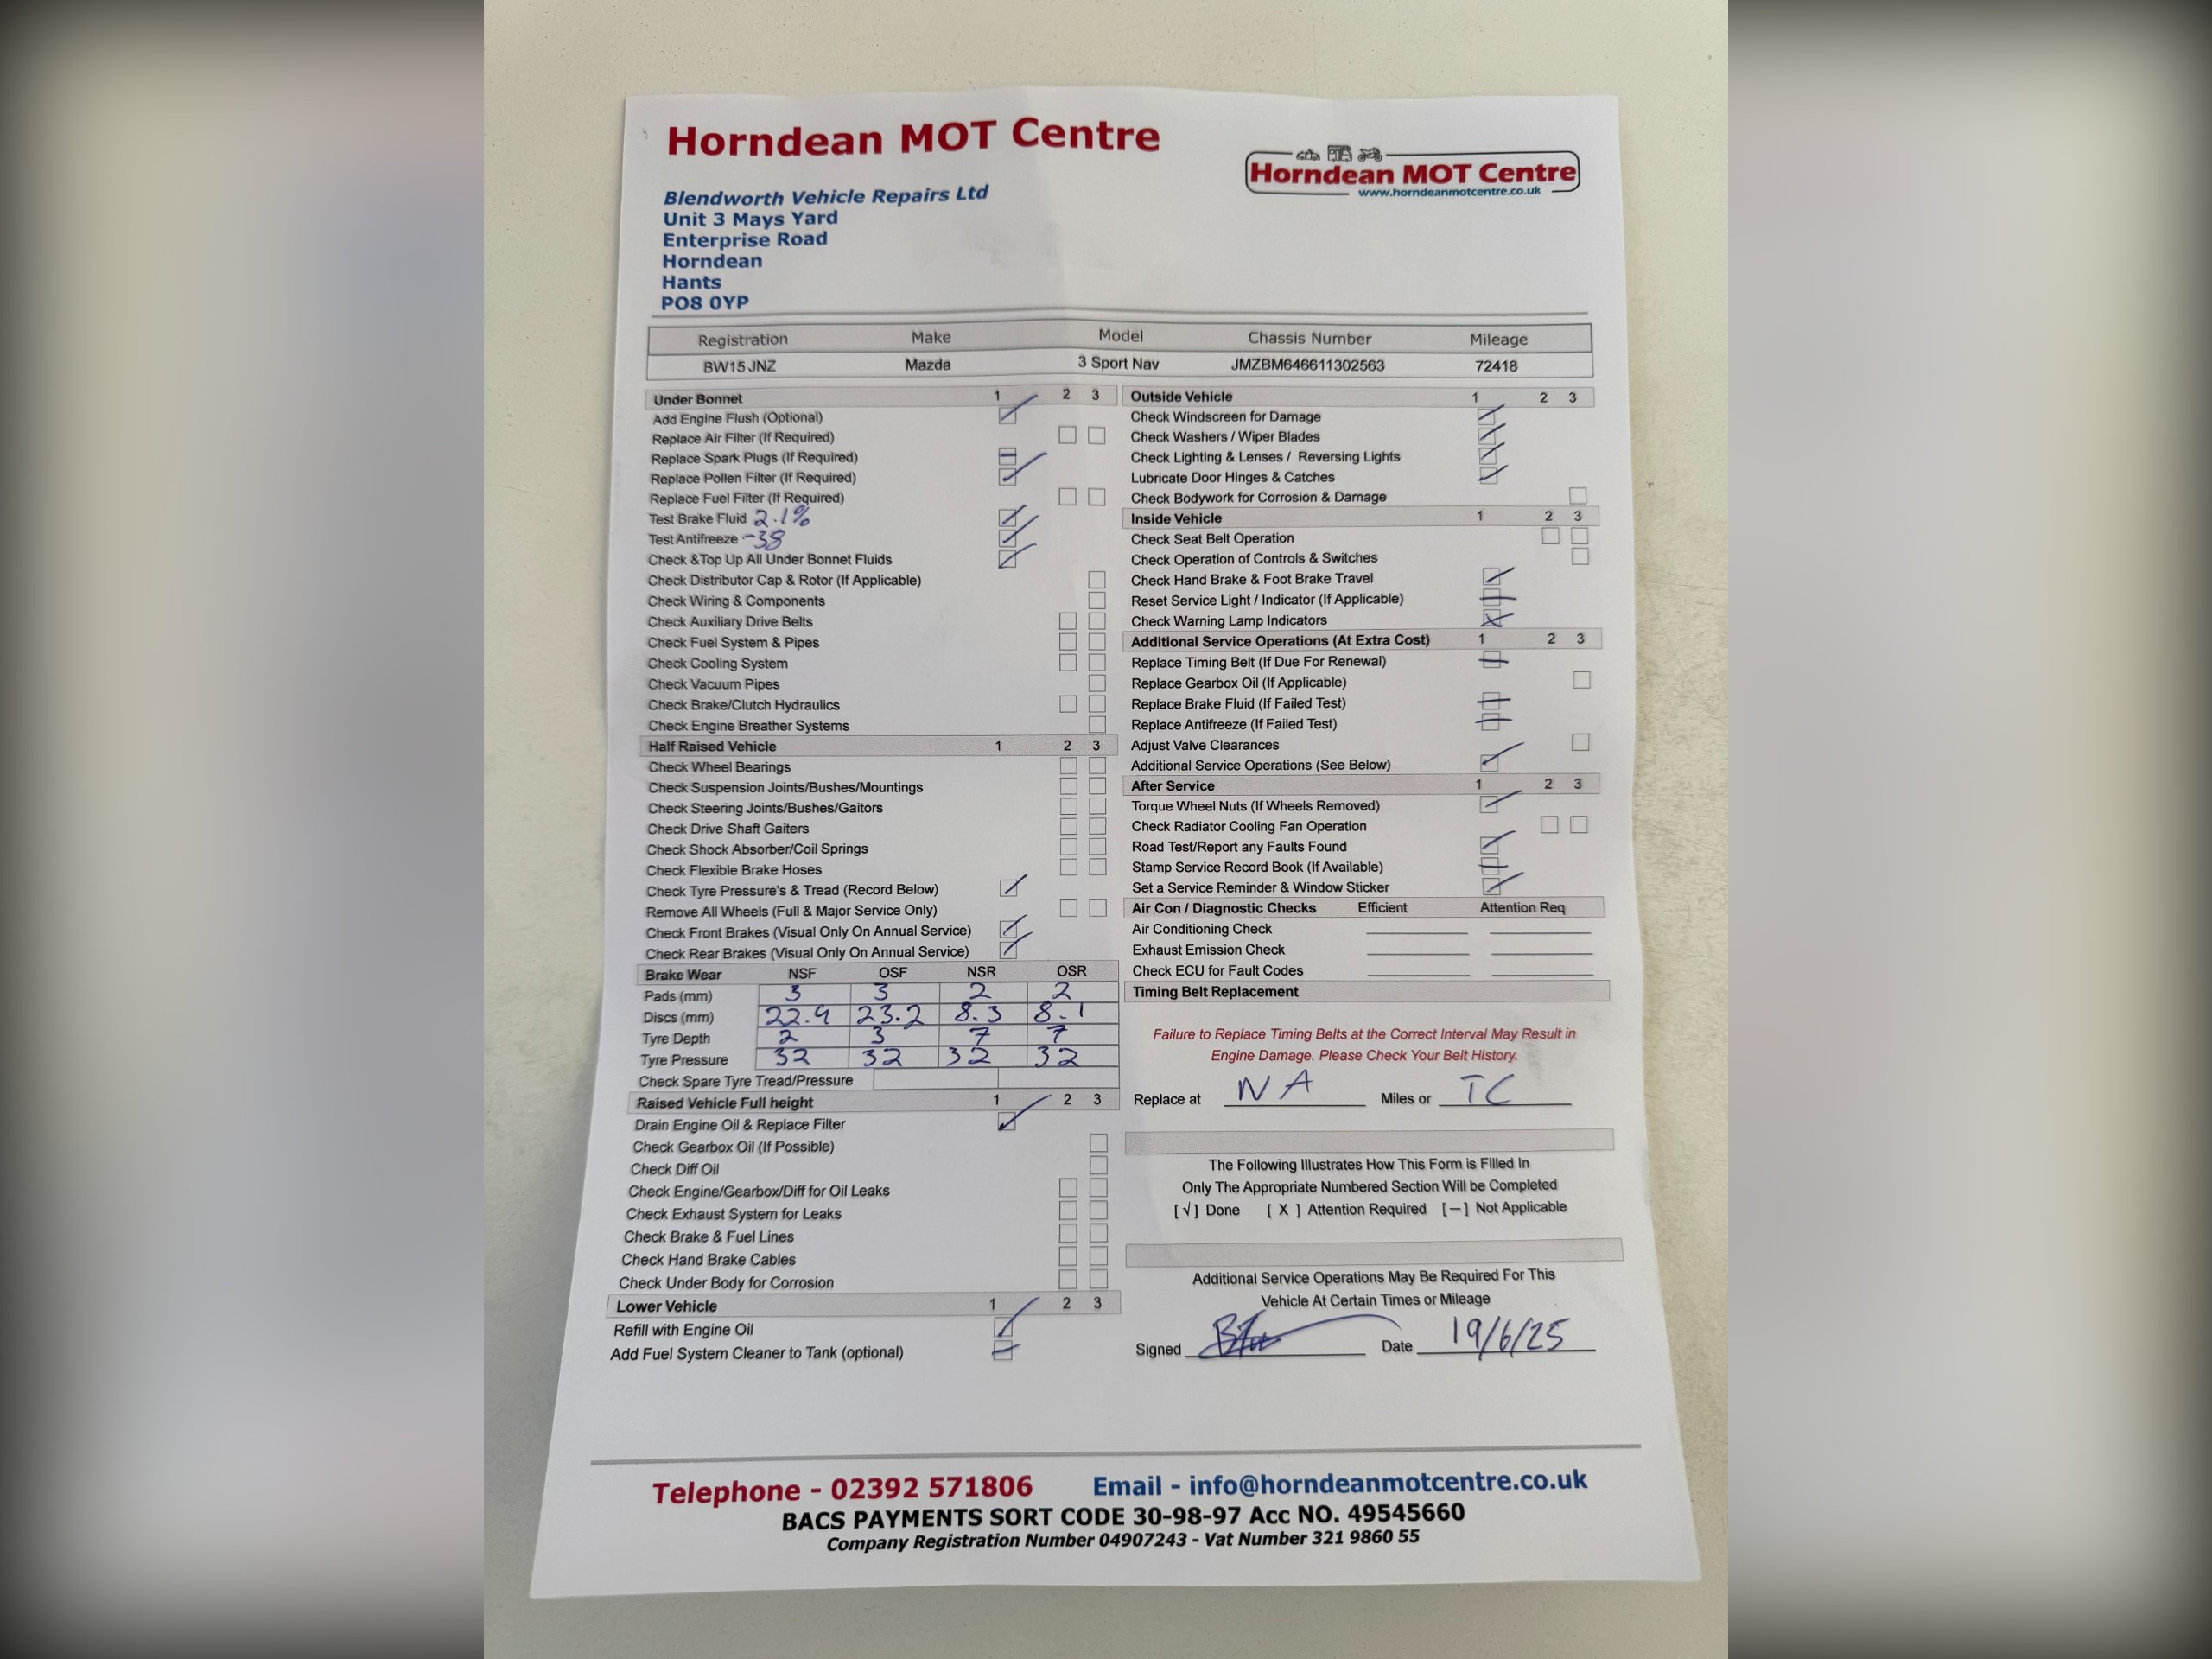 Horndean MOT Centre
Horndean MOT Centre
www.horndeanmotcentre.co.uk
Blendworth Vehicle Repairs Ltd
Unit 3 Mays Yard
Enterprise Road
Horndean
Hants
PO8 0YP
Registration Make Model Chassis Number Mileage
BW15 JNZ Mazda 3 Sport Nav JMZBM646611302563 72418
Under Bonnet 1 2 3
Add Engine Flush (Optional)
Replace Air Filter (If Required)
Replace Spark Plugs (If Required)
Replace Pollen Filter (If Required)
Replace Fuel Filter (If Required)
Test Brake Fluid 2.1%
Test Antifreeze -38
Check &Top Up All Under Bonnet Fluids
Check Distributor Cap & Rotor (If Applicable)
Check Wiring & Components
Check Auxiliary Drive Belts
Check Fuel System & Pipes
Check Cooling System
Check Vacuum Pipes
Check Brake/Clutch Hydraulics
Check Engine Breather Systems
Half Raised Vehicle 1 2 3
Check Wheel Bearings
Check Suspension Joints/Bushes/Mountings
Check Steering Joints/Bushes/Gaitors
Check Drive Shaft Gaiters
Check Shock Absorber/Coil Springs
Check Flexible Brake Hoses
Check Tyre Pressure's & Tread (Record Below)
Remove All Wheels (Full & Major Service Only)
Check Front Brakes (Visual Only On Annual Service)
Check Rear Brakes (Visual Only On Annual Service)
Brake Wear NSF OSF NSR OSR
Pads (mm) 3 3 2 2
Discs (mm) 22.9 23.2 8.3 8.1
Tyre Depth 2 3 7 7
Tyre Pressure 32 32 32 32
Check Spare Tyre Tread/Pressure
Raised Vehicle Full height 1 2 3
Drain Engine Oil & Replace Filter
Check Gearbox Oil (If Possible)
Check Diff Oil
Check Engine/Gearbox/Diff for Oil Leaks
Check Exhaust System for Leaks
Check Brake & Fuel Lines
Check Hand Brake Cables
Check Under Body for Corrosion
Lower Vehicle 1 2 3
Refill with Engine Oil
Add Fuel System Cleaner to Tank (optional)
Outside Vehicle 1 2 3
Check Windscreen for Damage
Check Washers / Wiper Blades
Check Lighting & Lenses / Reversing Lights
Lubricate Door Hinges & Catches
Check Bodywork for Corrosion & Damage
Inside Vehicle 1 2 3
Check Seat Belt Operation
Check Operation of Controls & Switches
Check Hand Brake & Foot Brake Travel
Reset Service Light / Indicator (If Applicable)
Check Warning Lamp Indicators
Additional Service Operations (At Extra Cost) 1 2 3
Replace Timing Belt (If Due For Renewal)
Replace Gearbox Oil (If Applicable)
Replace Brake Fluid (If Failed Test)
Replace Antifreeze (If Failed Test)
Adjust Valve Clearances
Additional Service Operations (See Below)
After Service 1 2 3
Torque Wheel Nuts (If Wheels Removed)
Check Radiator Cooling Fan Operation
Road Test/Report any Faults Found
Stamp Service Record Book (If Available)
Set a Service Reminder & Window Sticker
Air Con / Diagnostic Checks Efficient Attention Req
Air Conditioning Check
Exhaust Emission Check
Check ECU for Fault Codes
Timing Belt Replacement
Failure to Replace Timing Belts at the Correct Interval May Result in
Engine Damage. Please Check Your Belt History.
Replace at NA Miles or TC
The Following Illustrates How This Form is Filled In
Only The Appropriate Numbered Section Will be Completed
[√] Done [ X ] Attention Required [—] Not Applicable
Additional Service Operations May Be Required For This
Vehicle At Certain Times or Mileage
Signed Date 19/6/25
Telephone - 02392 571806 Email - info@horndeanmotcentre.co.uk
BACS PAYMENTS SORT CODE 30-98-97 Acc NO. 49545660
Company Registration Number 04907243 - Vat Number 321 9860 55